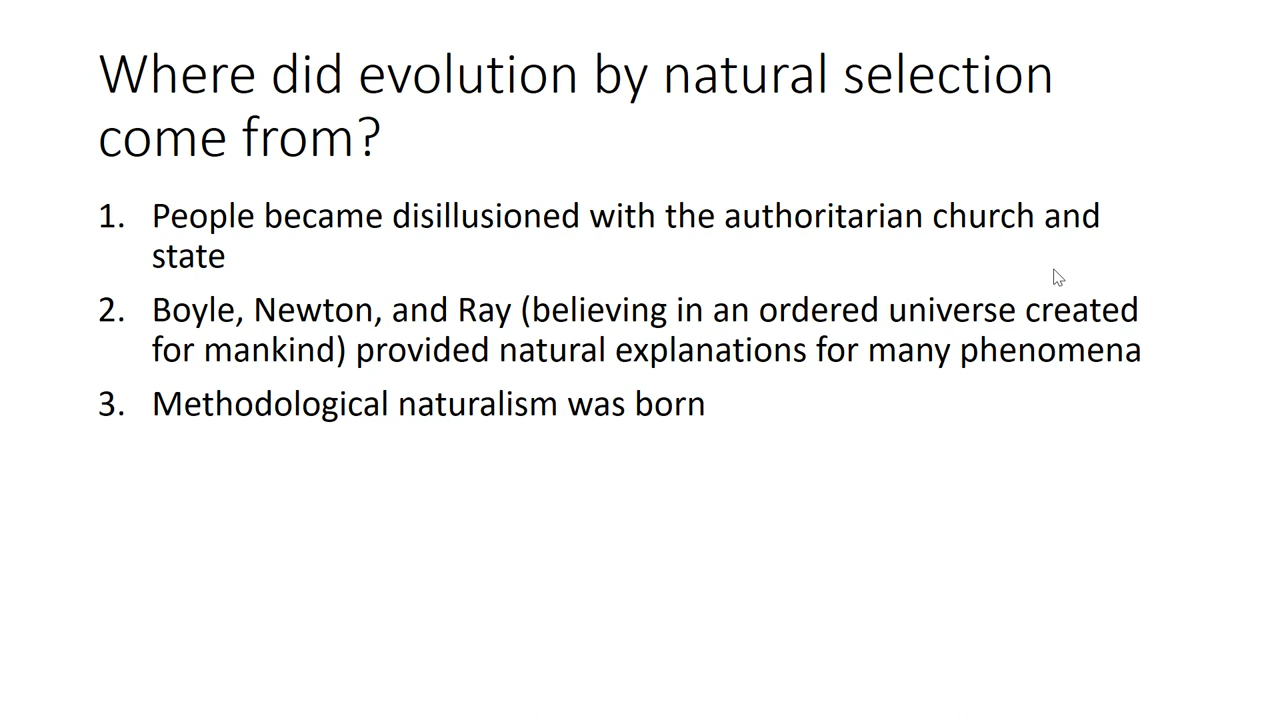 Where did evolution by natural selection
come from?
1. People became disillusioned with the authoritarian church and
state
2. Boyle, Newton, and Ray (believing in an ordered universe created
for mankind) provided natural explanations for many phenomena
3. Methodological naturalism was born